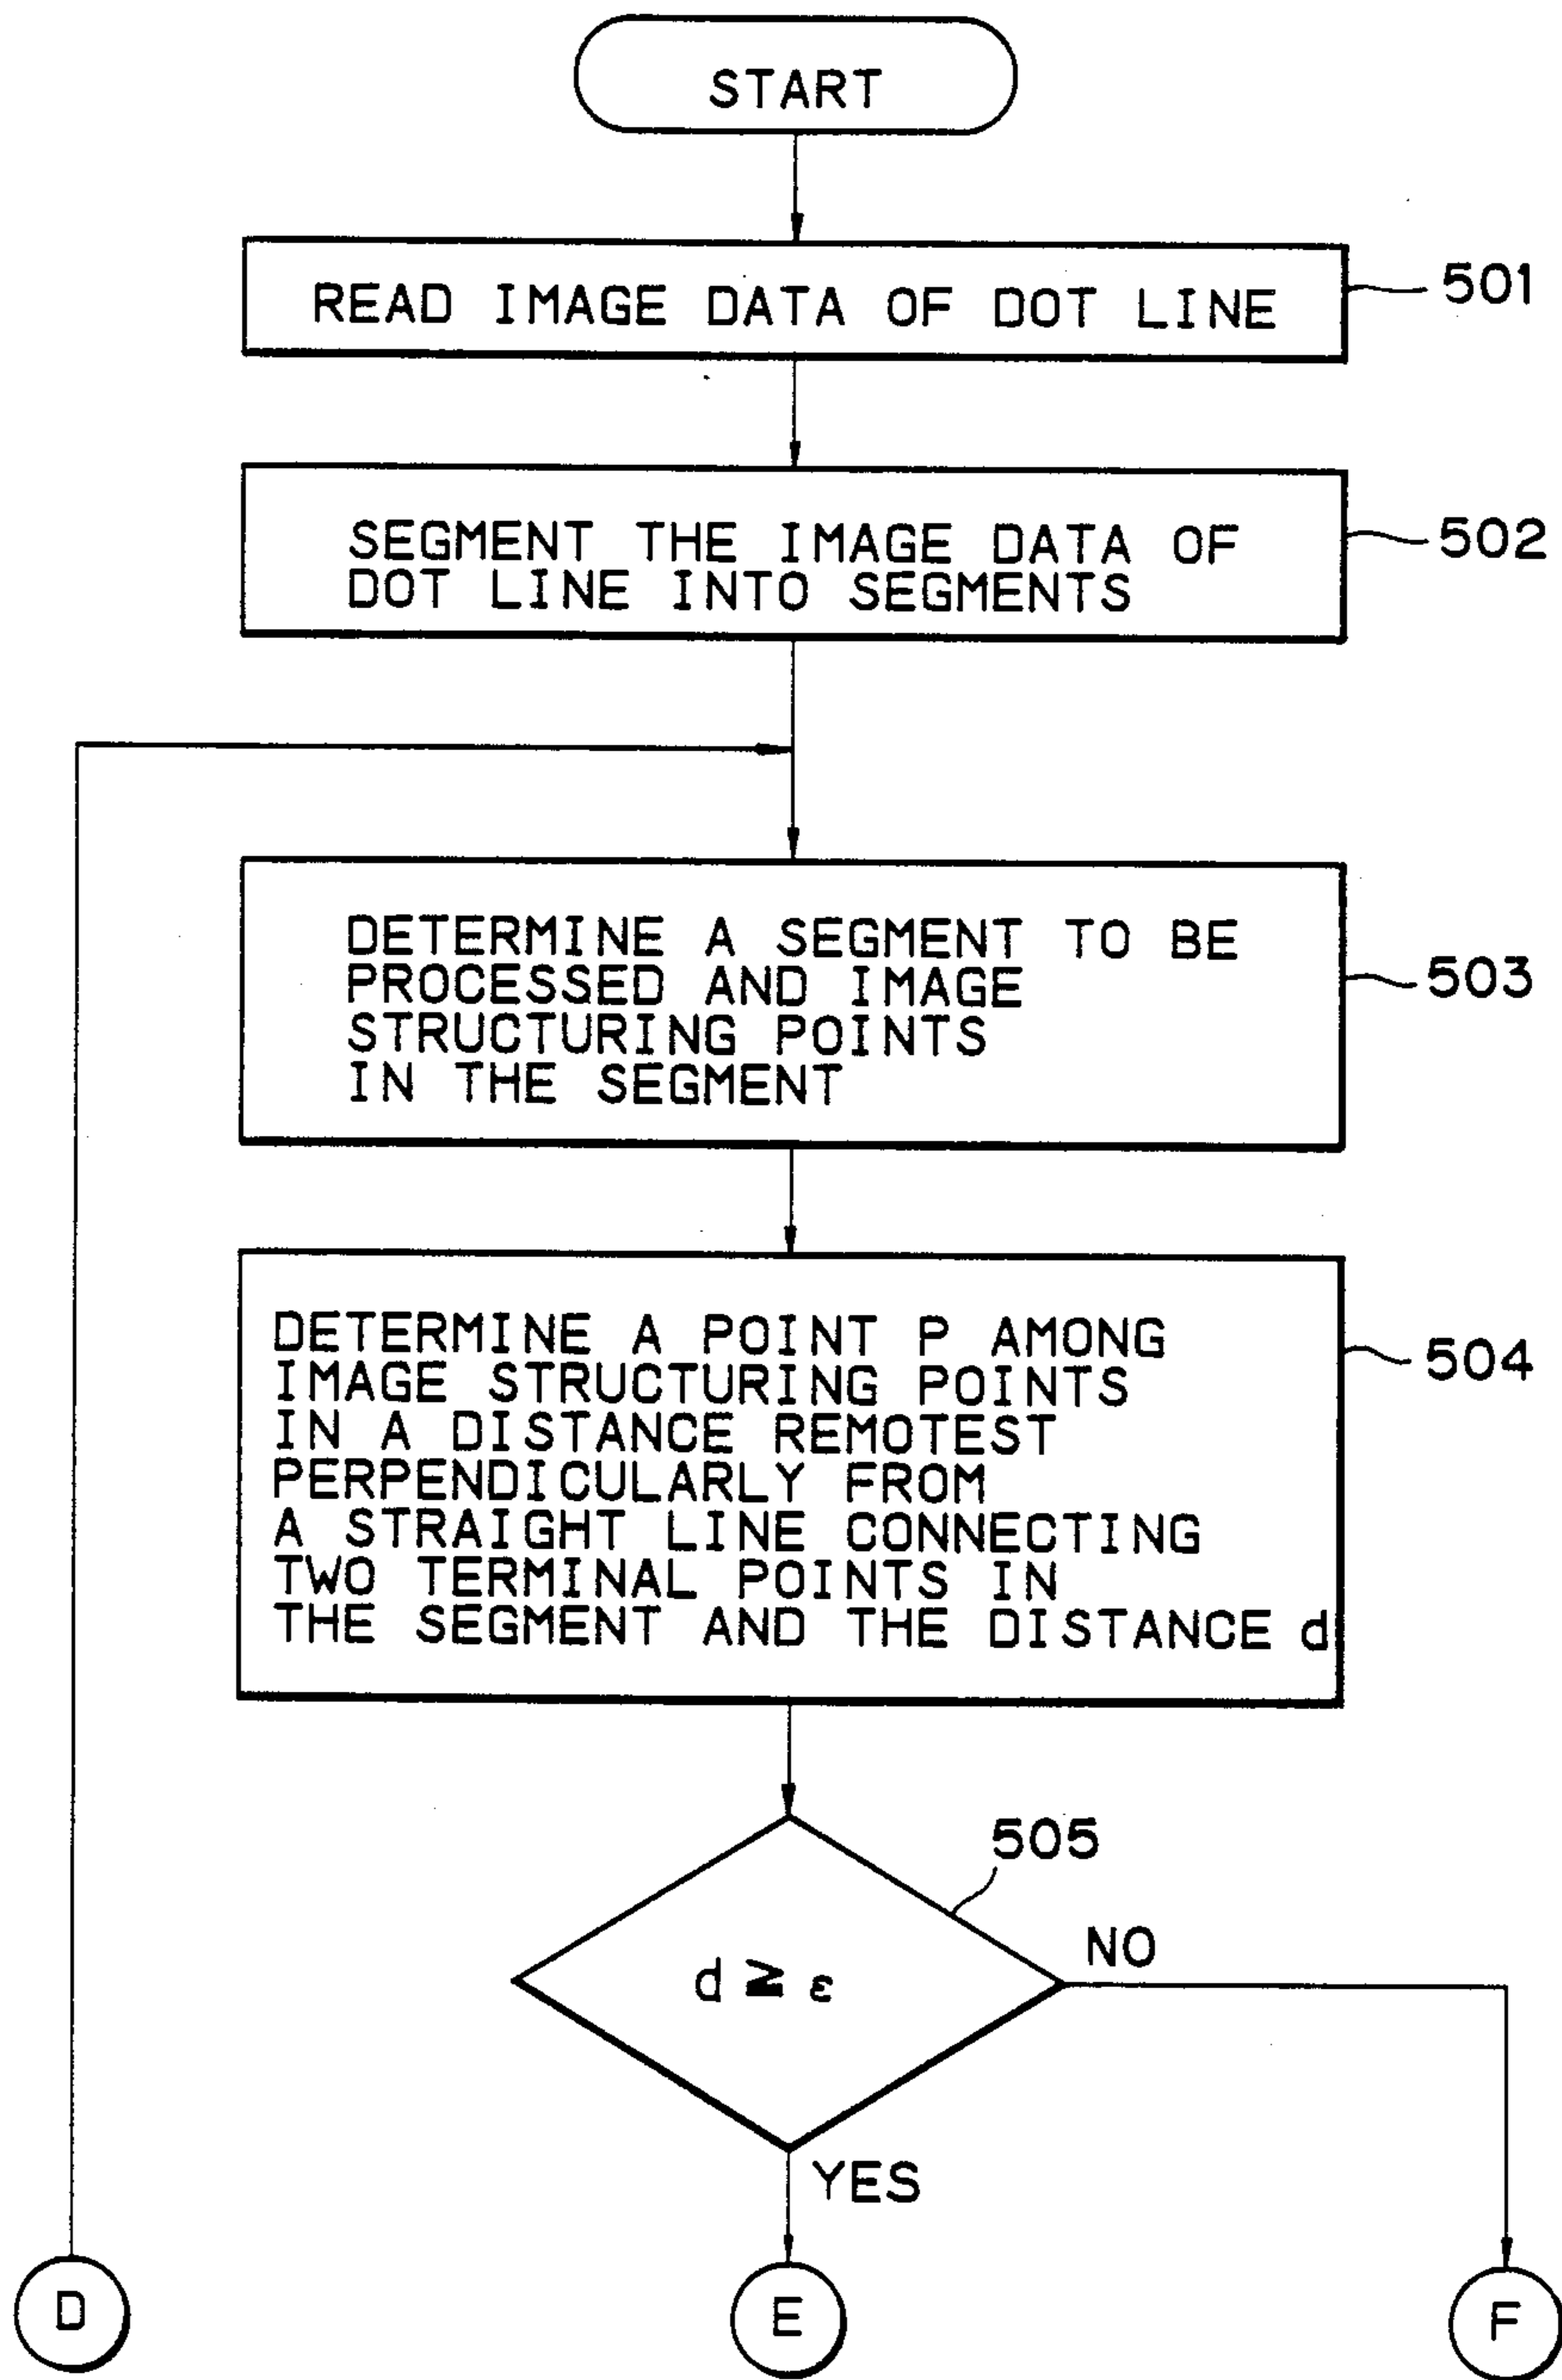 START
READ IMAGE DATA OF DOT LINE
501
SEGMENT THE IMAGE DATA OF
DOT LINE INTO SEGMENTS
502
DETERMINE A SEGMENT TO BE
PROCESSED AND IMAGE
STRUCTURING POINTS
IN THE SEGMENT
503
DETERMINE A POINT P AMONG
IMAGE STRUCTURING POINTS
IN A DISTANCE REMOTEST
PERPENDICULARLY FROM
A STRAIGHT LINE CONNECTING
TWO TERMINAL POINTS IN
THE SEGMENT AND THE DISTANCE d
504
505
d ≧ ε
NO
YES
D
E
F